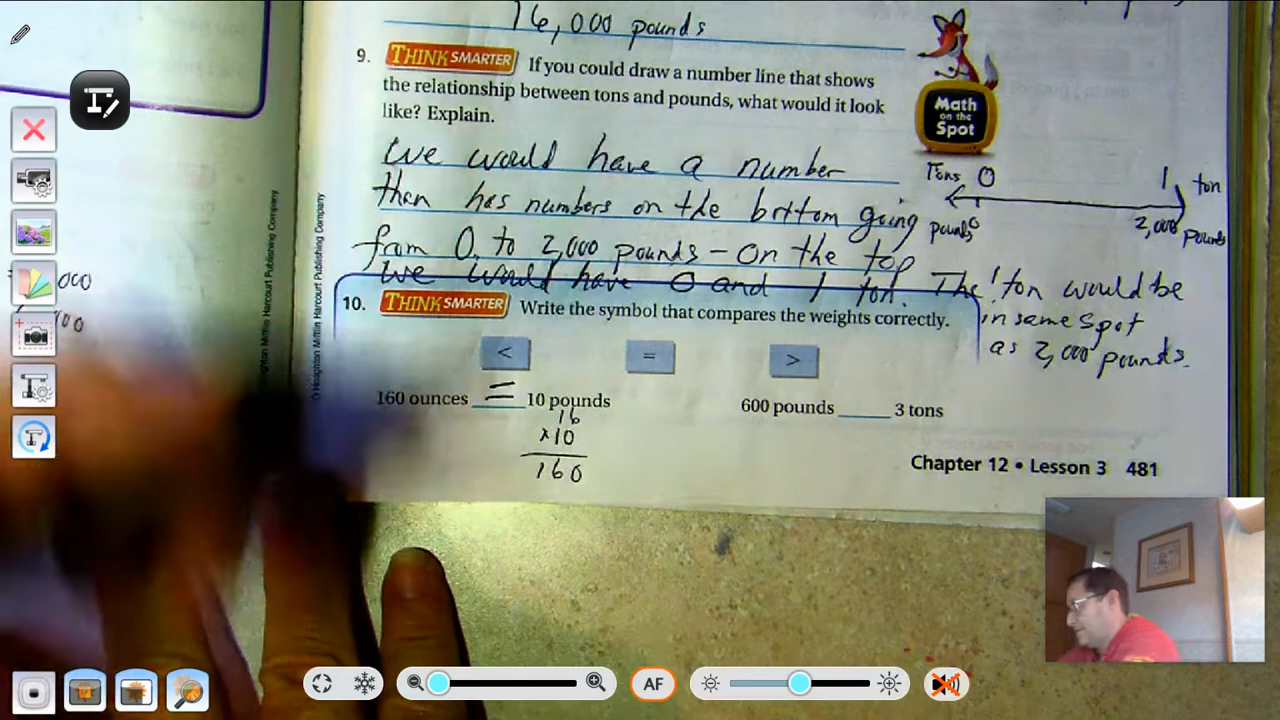 16,000 pounds
9. THINK SMARTER If you could draw a number line that shows
the relationship between tons and pounds, what would it look
like? Explain.
Math
on the
Spot
we would have a number
then has numbers on the bottom going
from 0 to 2,000 pounds - On the top
we would have 0 and 1 ton. The 1 ton would be
in same spot
as 2,000 pounds.
Tons 0 1 ton
pounds 0 2,000 pounds
10. THINK SMARTER Write the symbol that compares the weights correctly.
< = >
160 ounces = 10 pounds
600 pounds ____ 3 tons
16
x10
160
Chapter 12 • Lesson 3 481
Houghton Mifflin Harcourt Publishing Company
© Houghton Mifflin Harcourt Publishing Company
AF